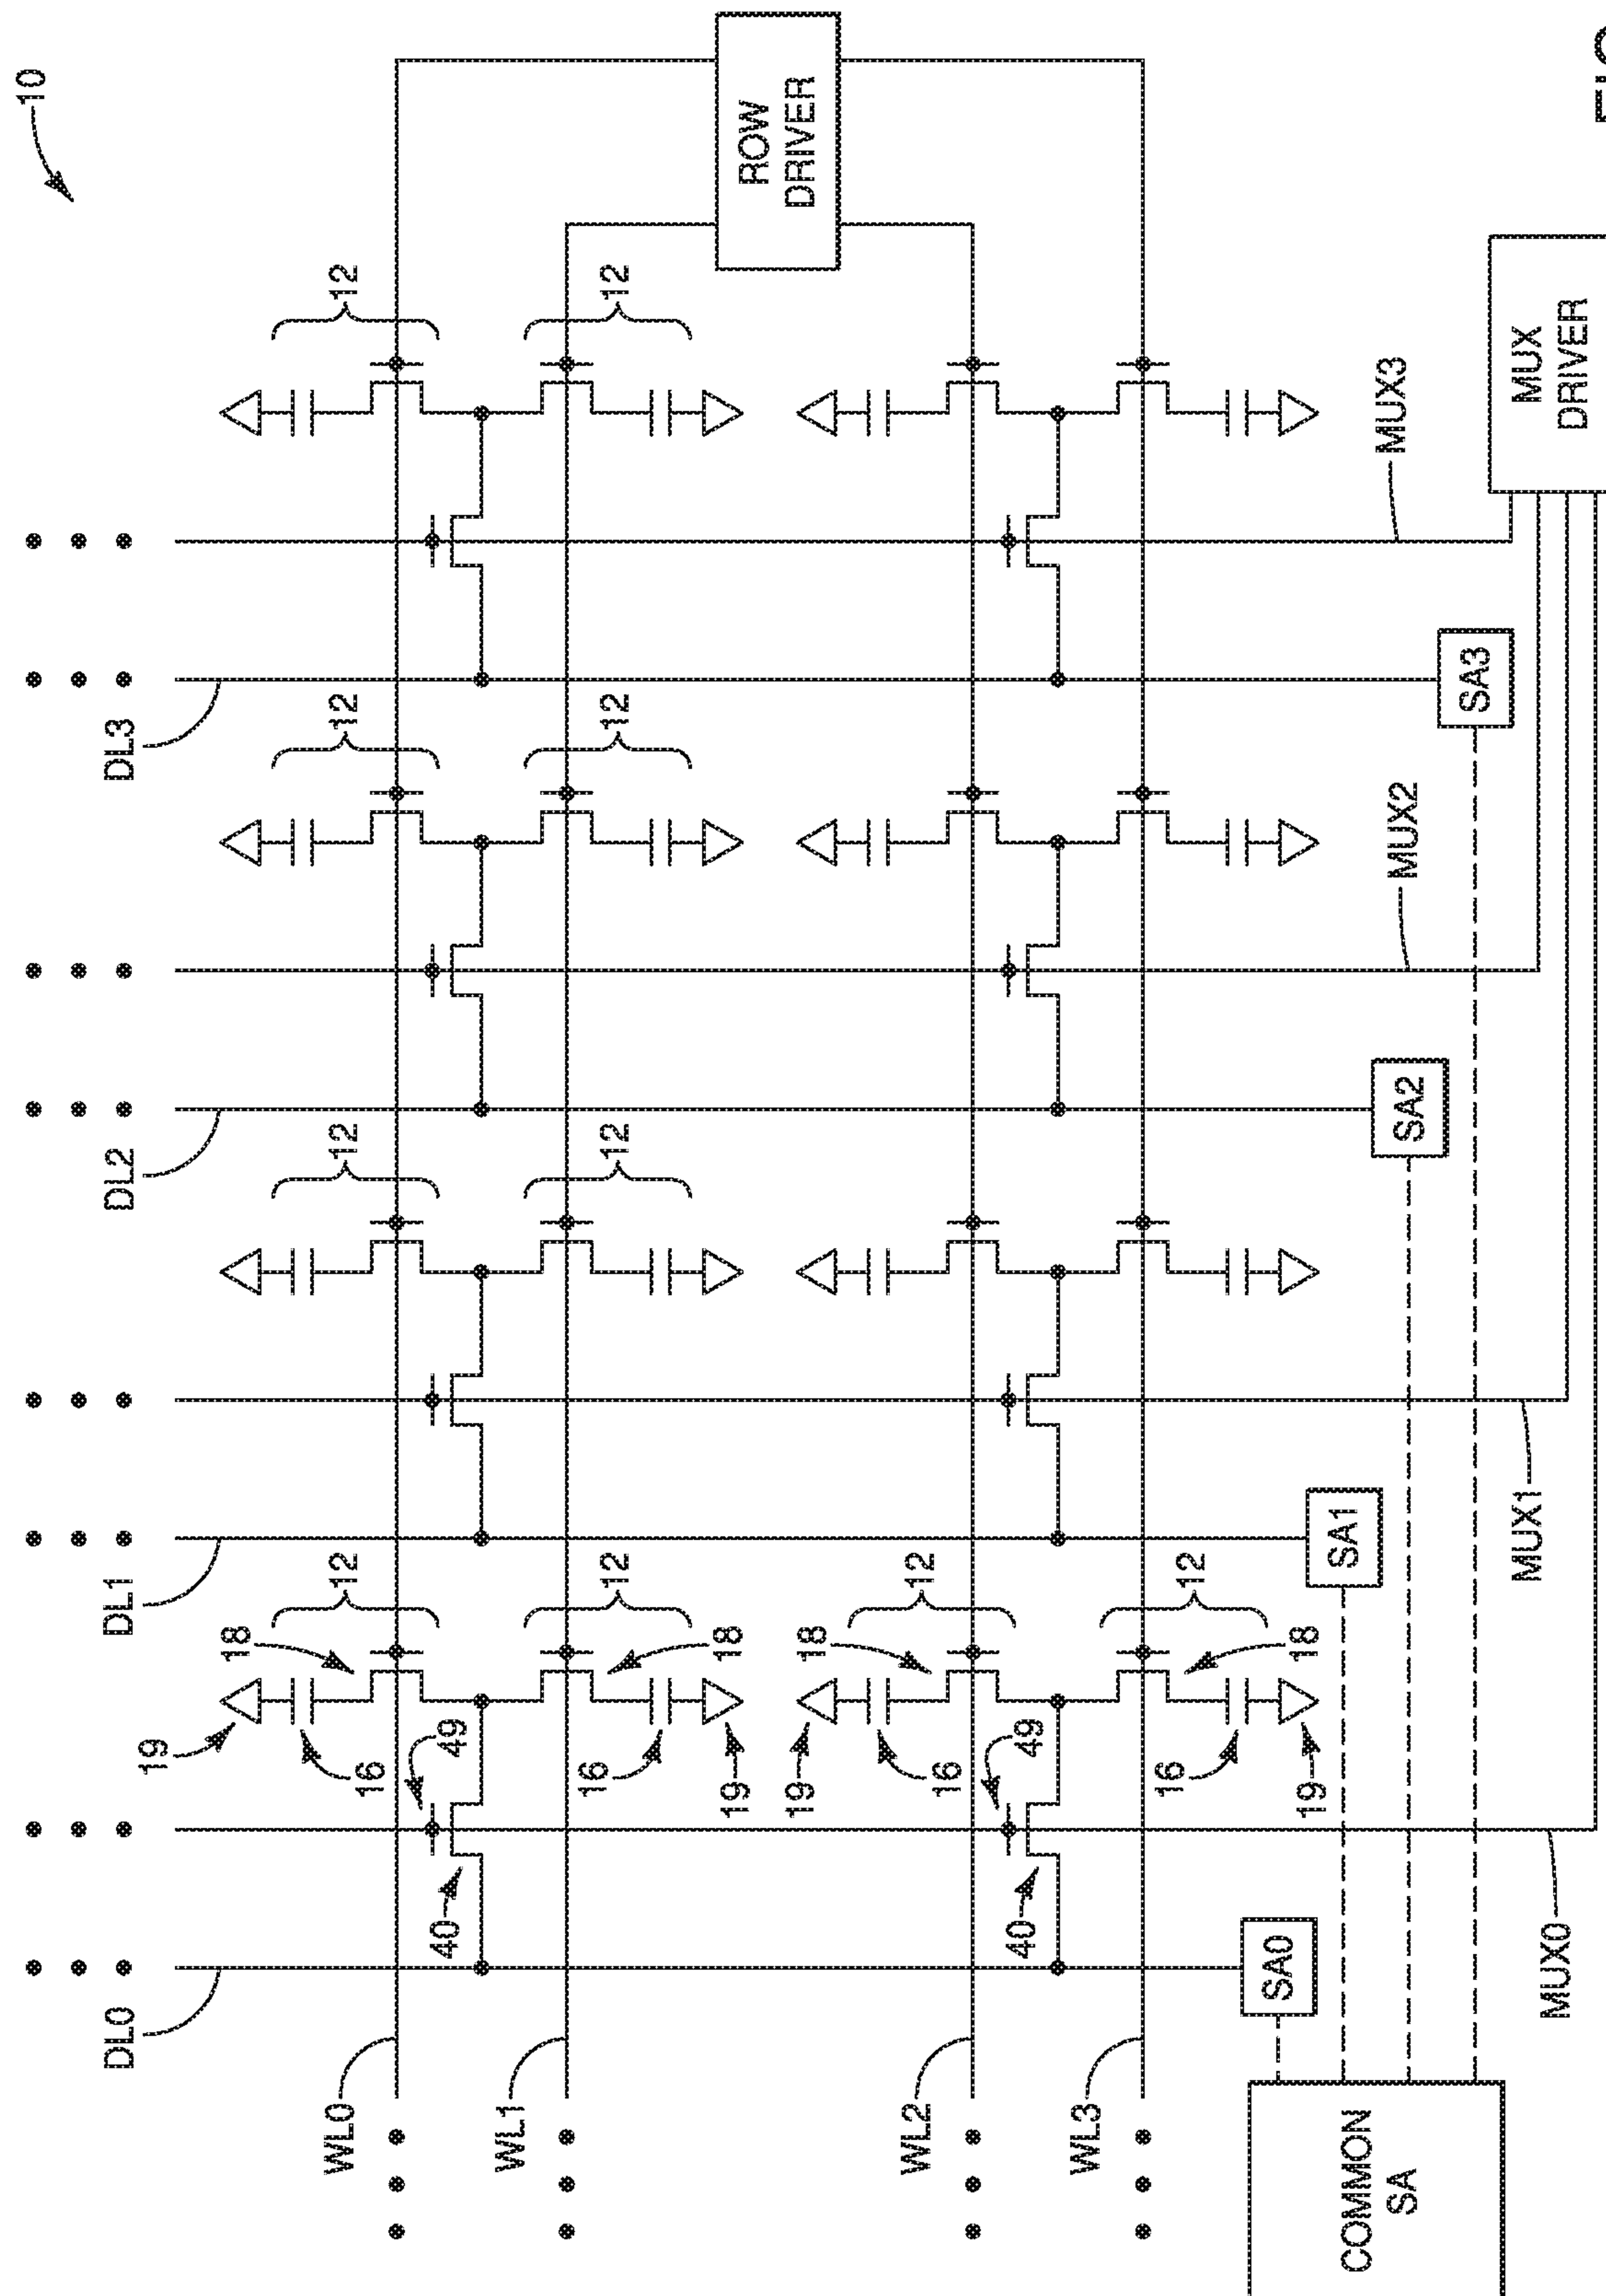 10
DL0
DL1
DL2
DL3
19
18
WL0
12
12
12
12
16
40
49
WL1
16
12
12
12
12
19
18
ROW
DRIVER
19
18
WL2
12
16
40
49
WL3
16
12
19
18
SA0
SA1
SA2
SA3
COMMON
SA
MUX3
MUX2
MUX1
MUX0
MUX
DRIVER